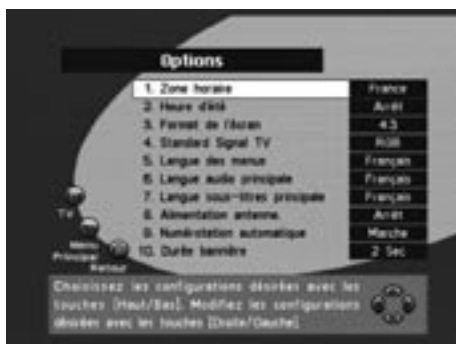 Options
1. Zone horaire France
2. Heure d'été Arrêt
3. Format de l'écran 4:3
4. Standard Signal TV RGB
5. Langue des menus Français
6. Langue audio principale Français
7. Langue sous-titres principale Français
8. Alimentation antenne. Arrêt
9. Numérotation automatique Marche
10. Durée bannière 2 Sec
TV
Menu
Principal
Retour
Choisissez les configurations désirées avec les
touches [Haut/Bas]. Modifiez les configurations
désirées avec les touches [Droite/Gauche]